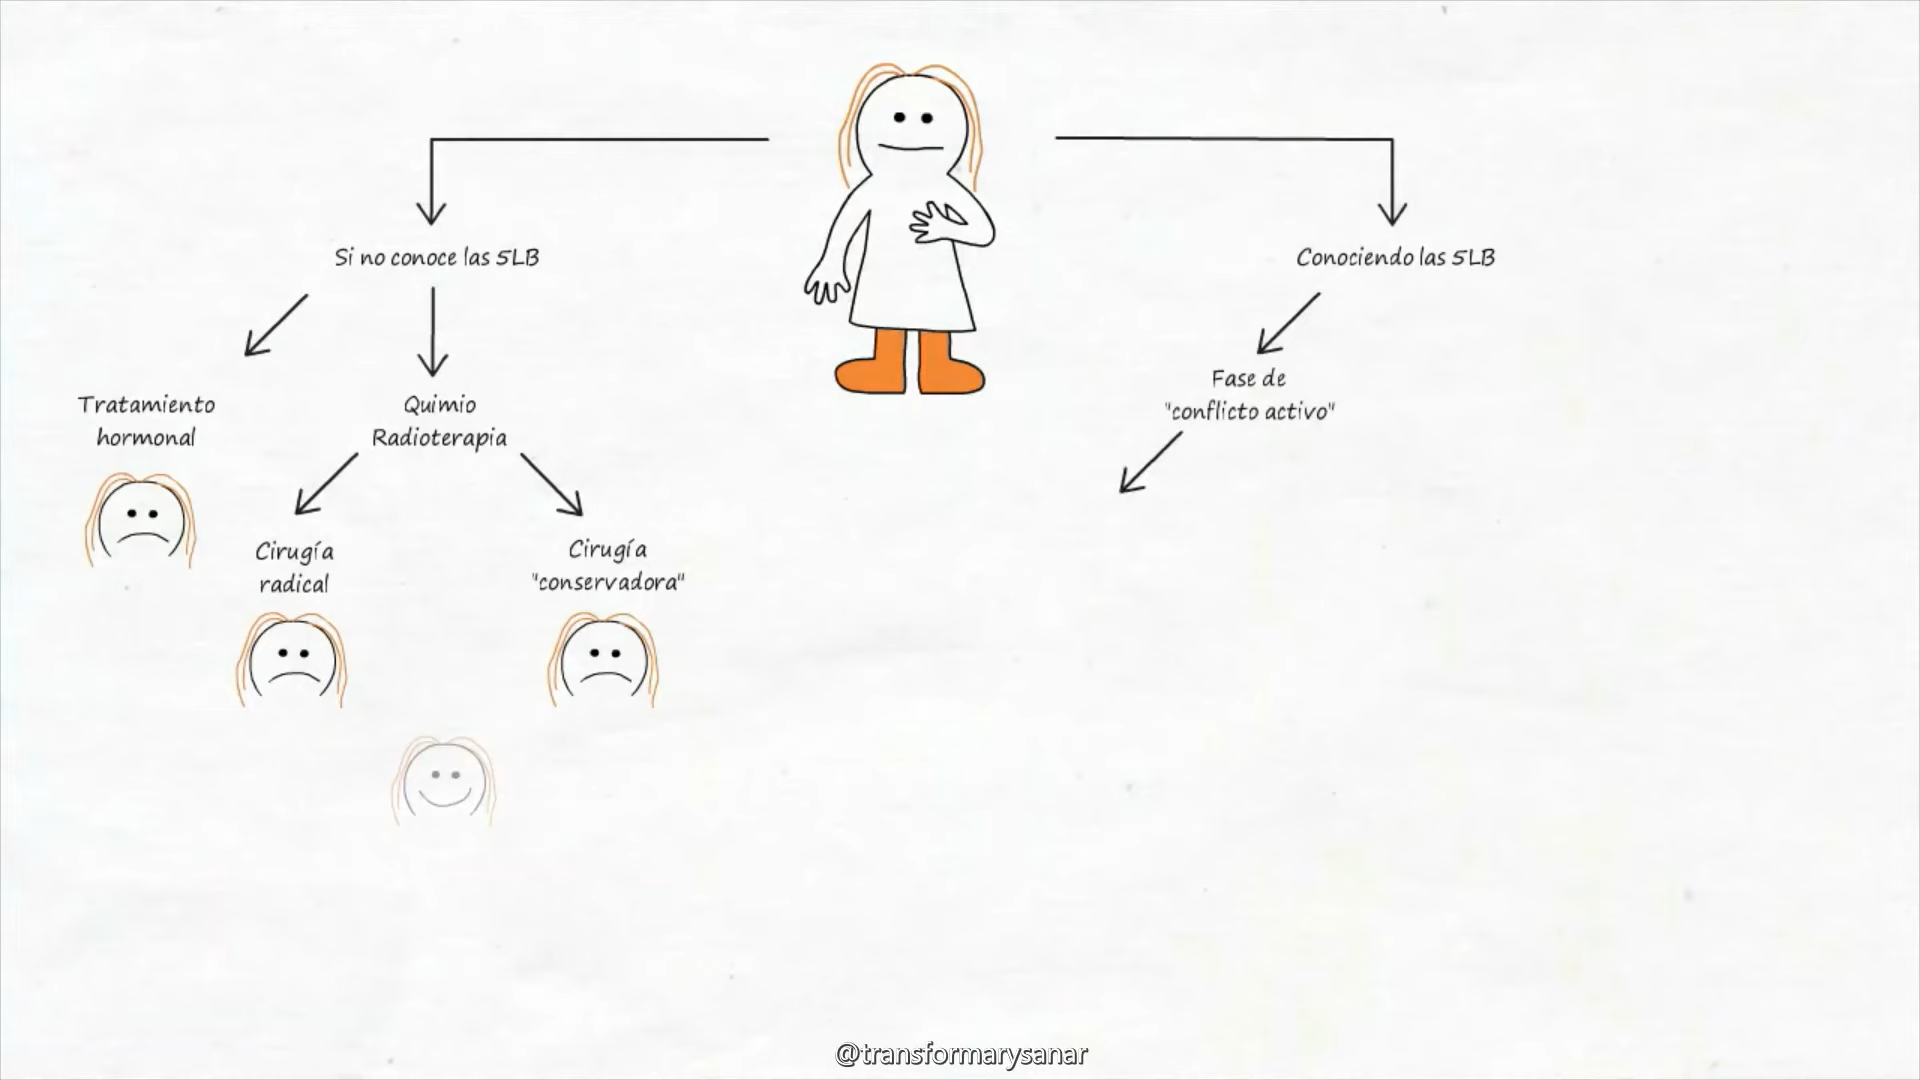 Si no conoce las 5LB
Tratamiento
hormonal
Quimio
Radioterapia
Cirugía
radical
Cirugía
"conservadora"
Conociendo las 5LB
Fase de
"conflicto activo"
@transformarysanar